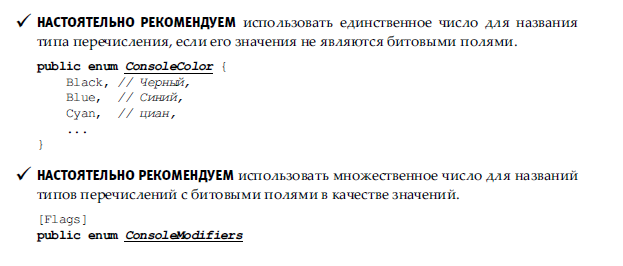 ✓ НАСТОЯТЕЛЬНО РЕКОМЕНДУЕМ использовать единственное число для названия
типа перечисления, если его значения не являются битовыми полями.
public enum ConsoleColor {
    Black, // Черный,
    Blue,  // Синий,
    Cyan,  // циан,
    ...
}
✓ НАСТОЯТЕЛЬНО РЕКОМЕНДУЕМ использовать множественное число для названий
типов перечислений с битовыми полями в качестве значений.
[Flags]
public enum ConsoleModifiers